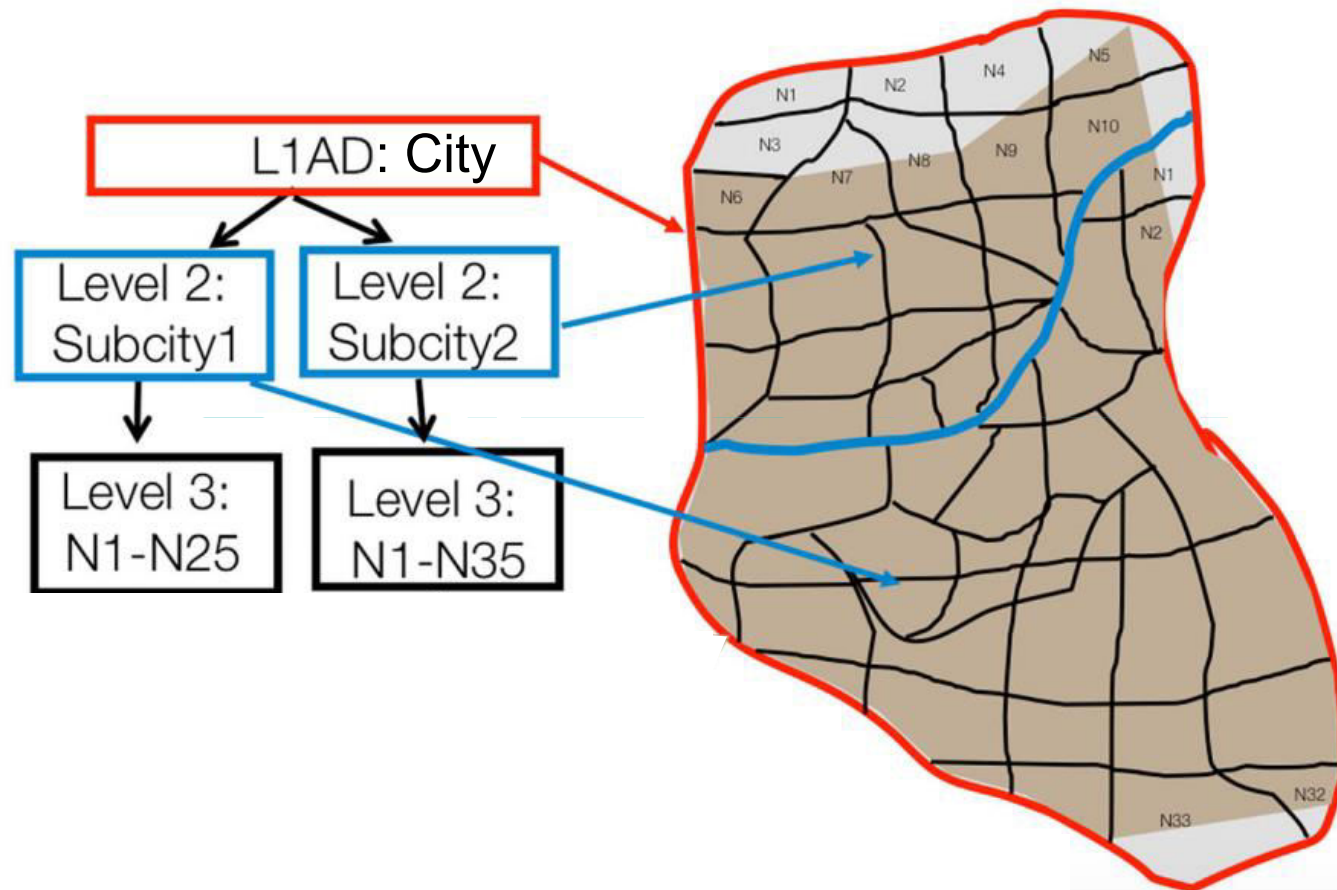 L1AD: City
Level 2:
Subcity1
Level 2:
Subcity2
Level 3:
N1-N25
Level 3:
N1-N35
N1
N2
N4
N5
N3
N6
N7
N8
N9
N10
N1
N2
N33
N32